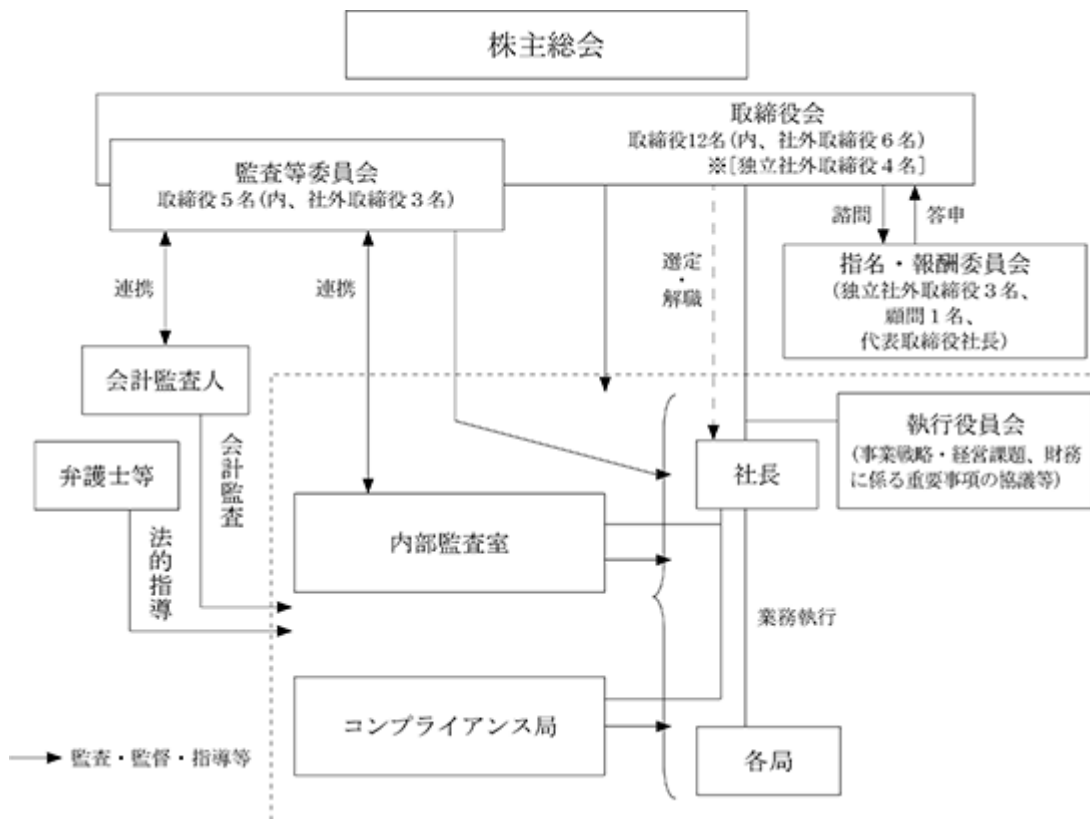 株主総会
取締役会
取締役12名(内、社外取締役６名)
※[独立社外取締役４名]
監査等委員会
取締役５名(内、社外取締役３名)
諮問
答申
連携
連携
選定・解職
指名・報酬委員会
(独立社外取締役３名、
顧問１名、
代表取締役社長)
会計監査人
執行役員会
(事業戦略・経営課題、財務
に係る重要事項の協議等)
弁護士等
会計監査
社長
法的指導
内部監査室
業務執行
コンプライアンス局
各局
監査・監督・指導等